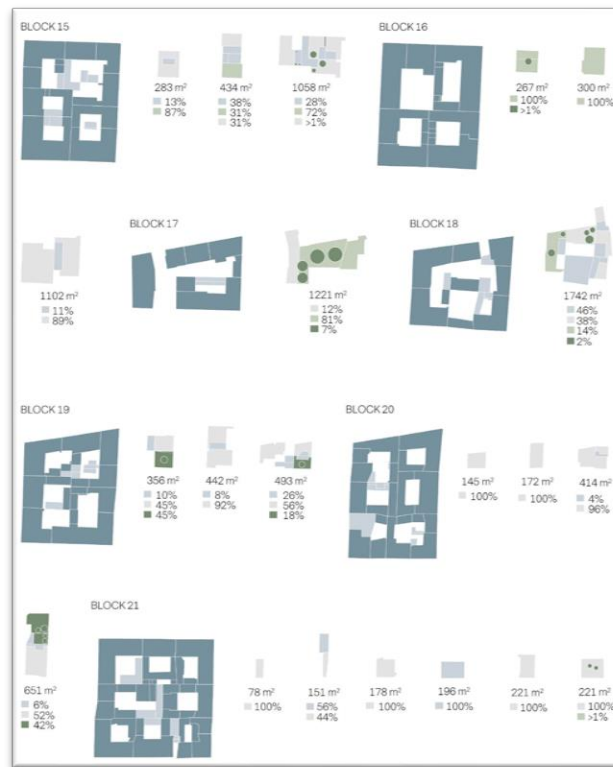 BLOCK 15
283 m²
13%
87%
434 m²
38%
31%
31%
1058 m²
28%
72%
>1%
BLOCK 16
267 m²
100%
>1%
300 m²
100%
1102 m²
11%
89%
BLOCK 17
1221 m²
12%
81%
7%
BLOCK 18
1742 m²
46%
38%
14%
2%
BLOCK 19
356 m²
10%
45%
45%
442 m²
8%
92%
493 m²
26%
56%
18%
BLOCK 20
145 m²
100%
172 m²
100%
414 m²
4%
96%
651 m²
6%
52%
42%
BLOCK 21
78 m²
100%
151 m²
56%
44%
178 m²
100%
196 m²
100%
221 m²
100%
221 m²
100%
>1%